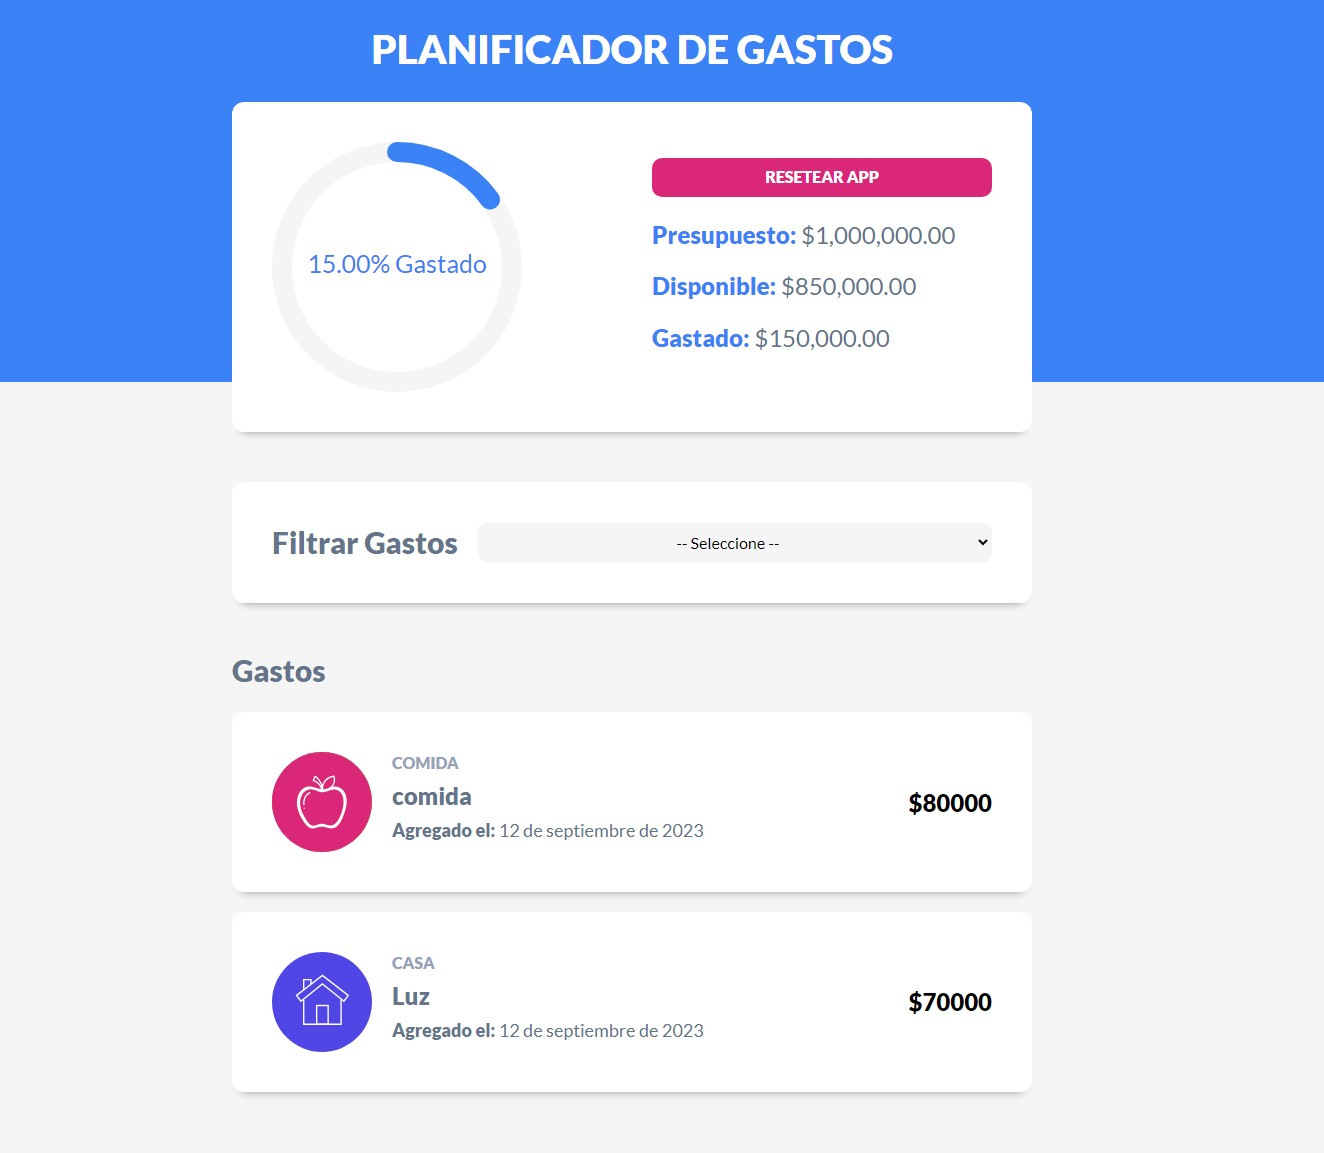 PLANIFICADOR DE GASTOS
15.00% Gastado
RESETEAR APP
Presupuesto: $1,000,000.00
Disponible: $850,000.00
Gastado: $150,000.00
Filtrar Gastos
-- Seleccione --
Gastos
COMIDA
comida
Agregado el: 12 de septiembre de 2023
$80000
CASA
Luz
Agregado el: 12 de septiembre de 2023
$70000